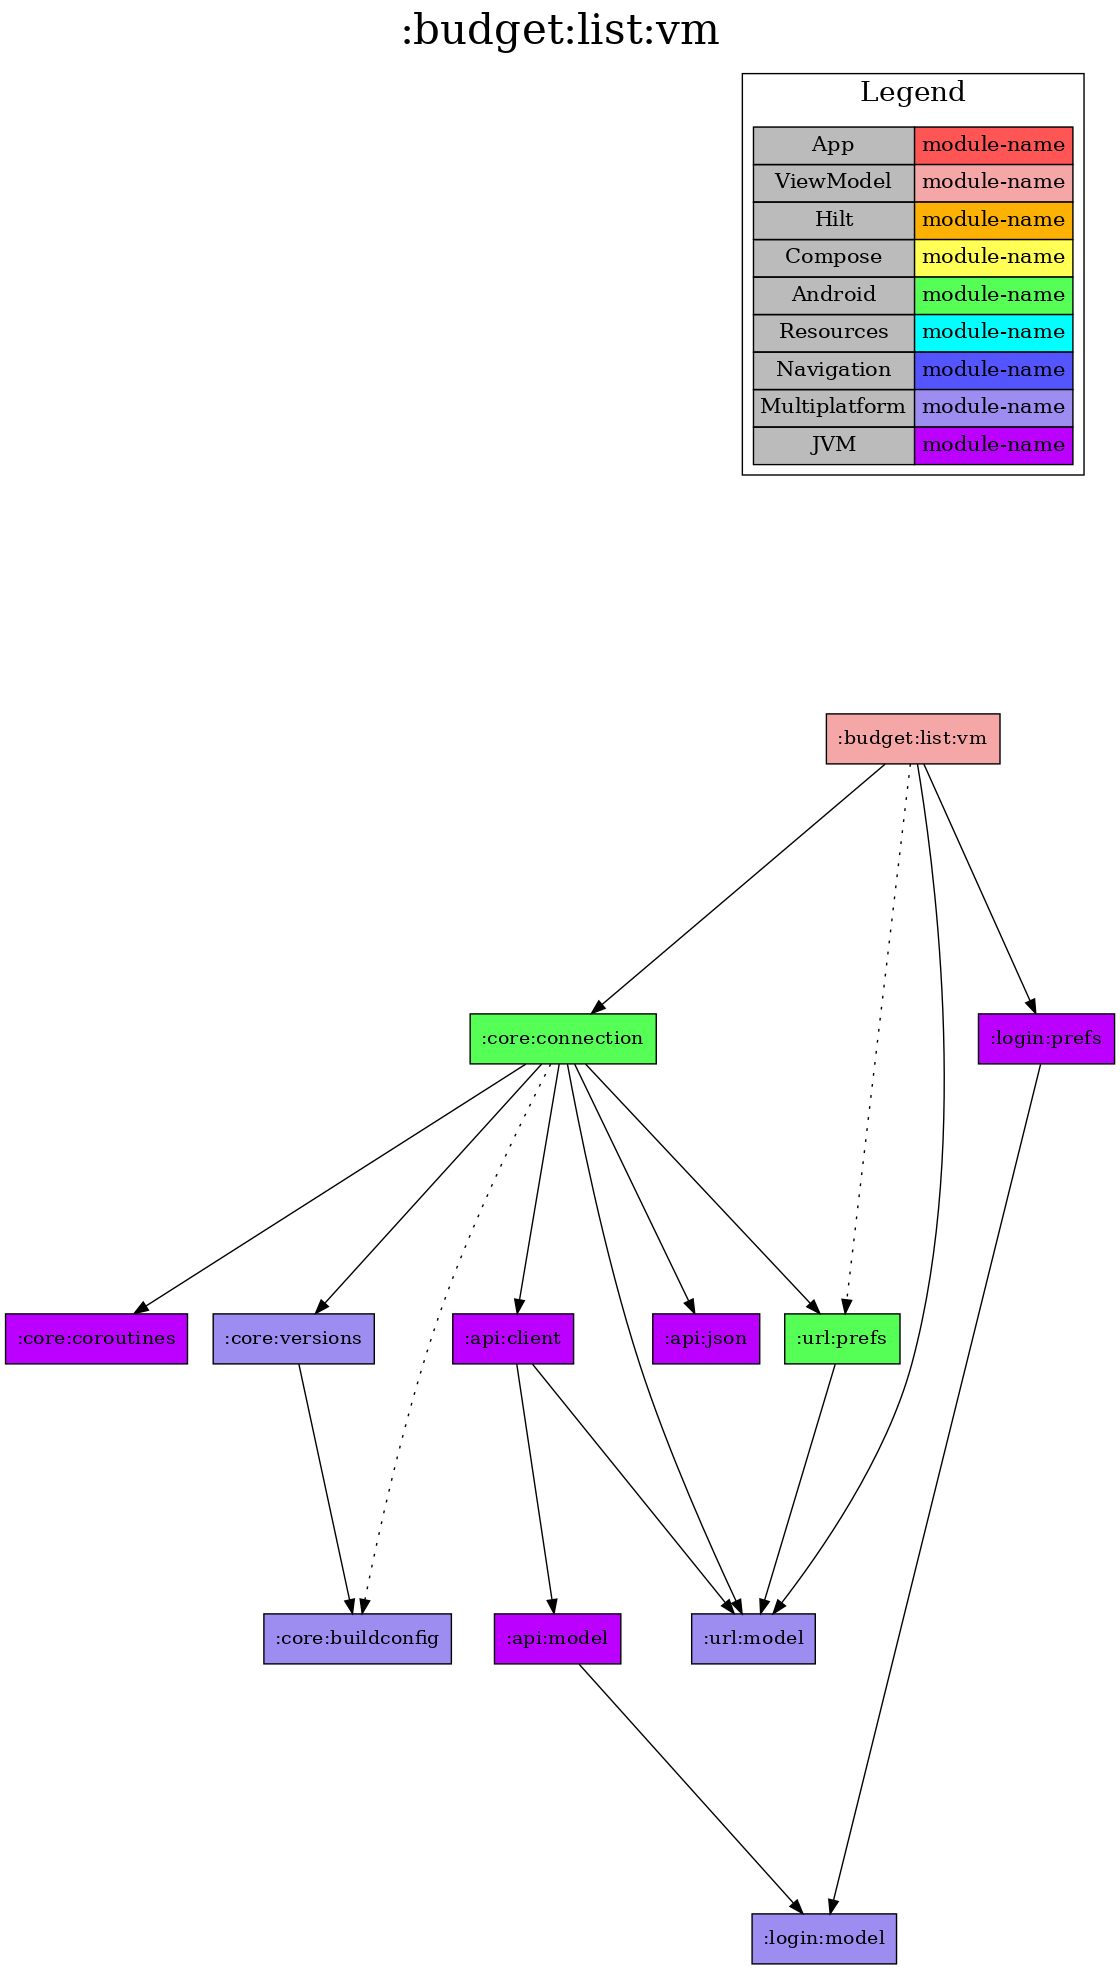 :budget:list:vm
Legend
App module-name
ViewModel module-name
Hilt module-name
Compose module-name
Android module-name
Resources module-name
Navigation module-name
Multiplatform module-name
JVM module-name
:budget:list:vm
:core:connection
:login:prefs
:core:coroutines
:core:versions
:api:client
:api:json
:url:prefs
:core:buildconfig
:api:model
:url:model
:login:model